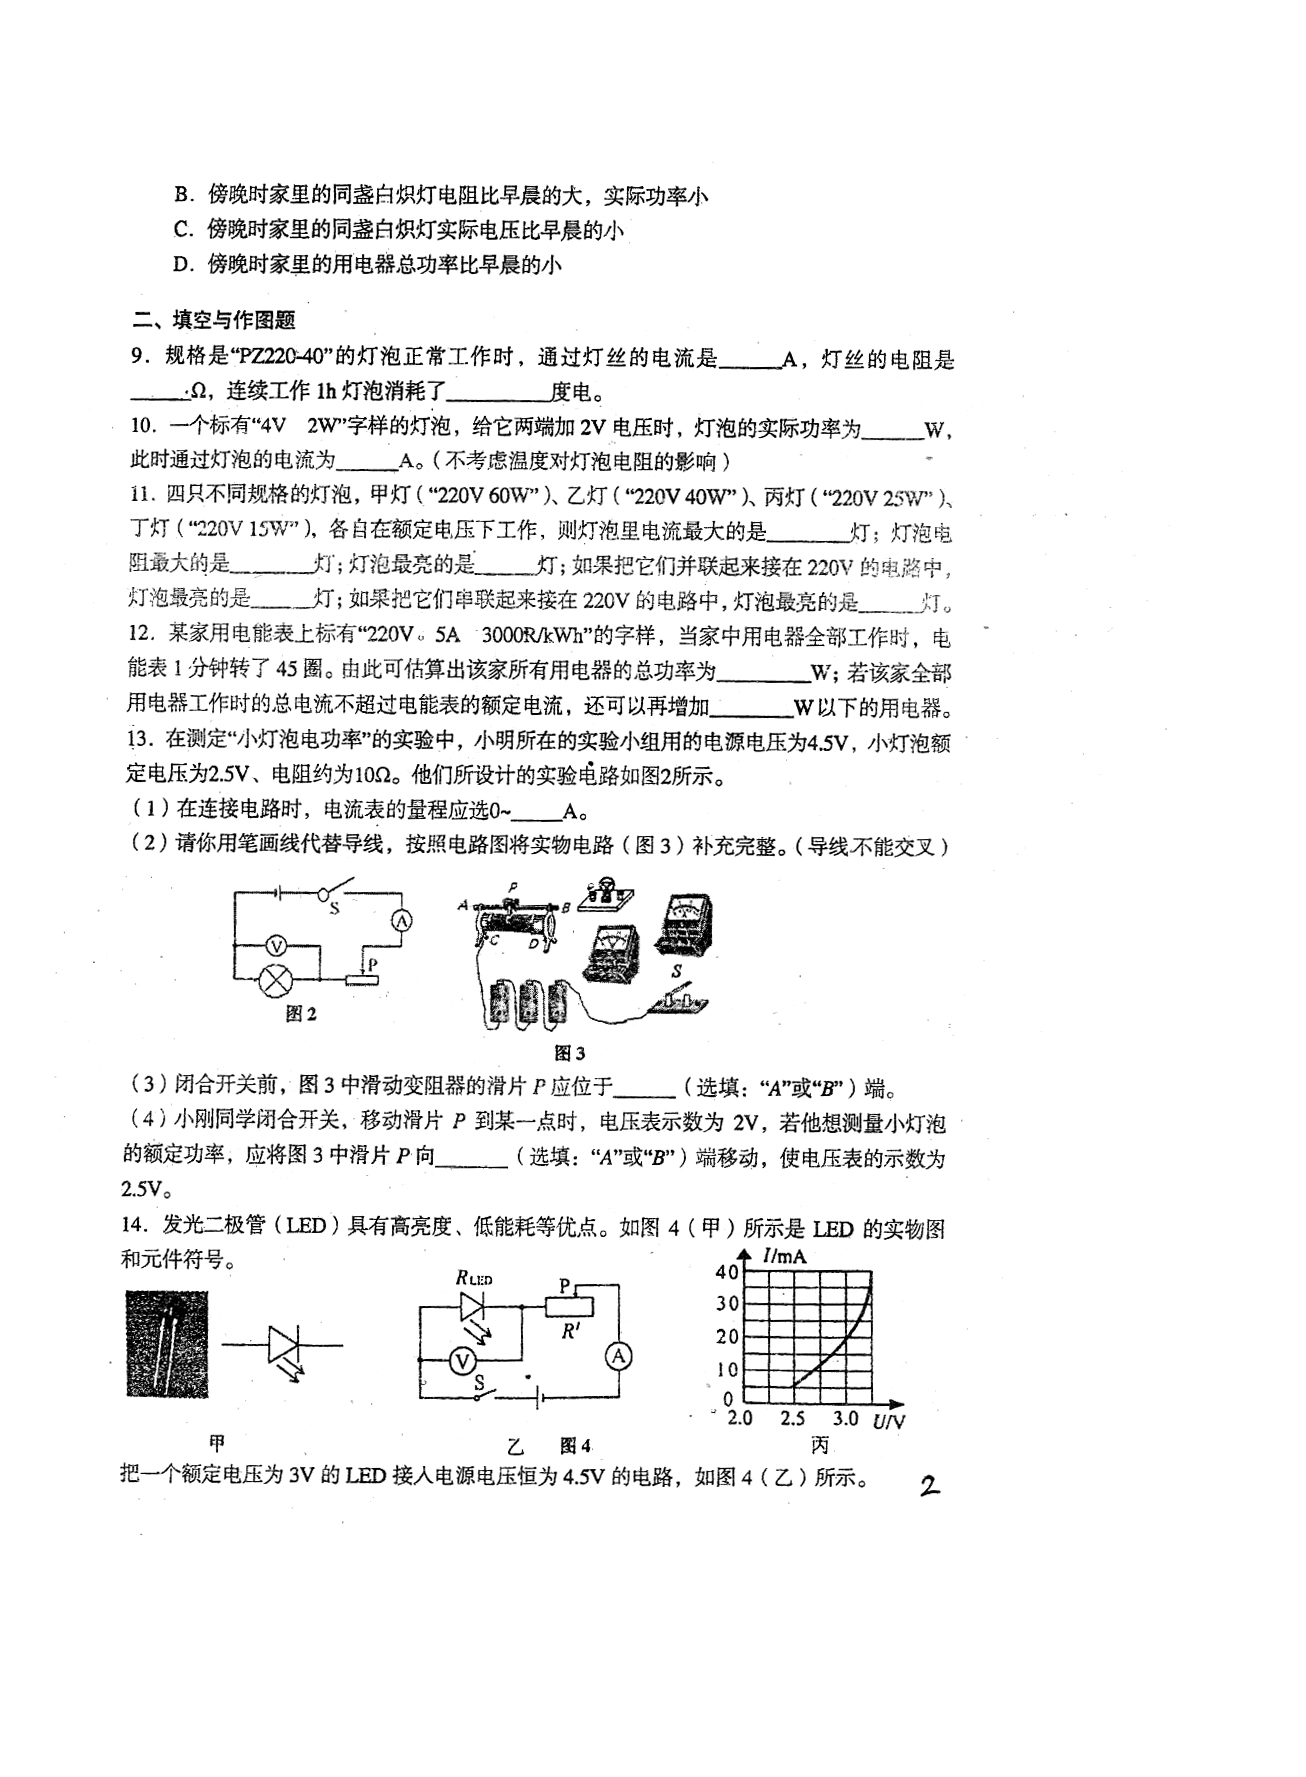 B．傍晚时家里的同盏白炽灯电阻比早晨的大，实际功率小
C．傍晚时家里的同盏白炽灯实际电压比早晨的小
D．傍晚时家里的用电器总功率比早晨的小
二、填空与作图题
9．规格是“PZ220-40”的灯泡正常工作时，通过灯丝的电流是______A，灯丝的电阻是
______Ω，连续工作 1h 灯泡消耗了__________度电。
10．一个标有“4V　2W”字样的灯泡，给它两端加 2V 电压时，灯泡的实际功率为______W，
此时通过灯泡的电流为______A。（不考虑温度对灯泡电阻的影响）
11．四只不同规格的灯泡，甲灯（“220V 60W”）、乙灯（“220V 40W”）、丙灯（“220V 25W”）、
丁灯（“220V 15W”），各自在额定电压下工作，则灯泡里电流最大的是________灯；灯泡电
阻最大的是________灯；灯泡最亮的是______灯；如果把它们并联起来接在 220V 的电路中，
灯泡最亮的是______灯；如果把它们串联起来接在 220V 的电路中，灯泡最亮的是______灯。
12．某家用电能表上标有“220V。5A　3000R/kWh”的字样，当家中用电器全部工作时，电
能表 1 分钟转了 45 圈。由此可估算出该家所有用电器的总功率为_________W；若该家全部
用电器工作时的总电流不超过电能表的额定电流，还可以再增加________W以下的用电器。
13．在测定“小灯泡电功率”的实验中，小明所在的实验小组用的电源电压为4.5V，小灯泡额
定电压为2.5V、电阻约为10Ω。他们所设计的实验电路如图2所示。
（1）在连接电路时，电流表的量程应选0~_____A。
（2）请你用笔画线代替导线，按照电路图将实物电路（图 3）补充完整。（导线不能交叉）
S
A
V
P
图 2
P
A
B
C
D
S
图 3
（3）闭合开关前，图 3 中滑动变阻器的滑片 P 应位于______（选填：“A”或“B”）端。
（4）小刚同学闭合开关，移动滑片 P 到某一点时，电压表示数为 2V，若他想测量小灯泡
的额定功率，应将图 3 中滑片 P 向_______（选填：“A”或“B”）端移动，使电压表的示数为
2.5V。
14．发光二极管（LED）具有高亮度、低能耗等优点。如图 4（甲）所示是 LED 的实物图
和元件符号。
RLED
P
R'
V
A
S
I/mA
40
30
20
10
0
2.0 2.5 3.0 U/V
甲
乙 图 4
丙
把一个额定电压为 3V 的 LED 接入电源电压恒为 4.5V 的电路，如图 4（乙）所示。
2